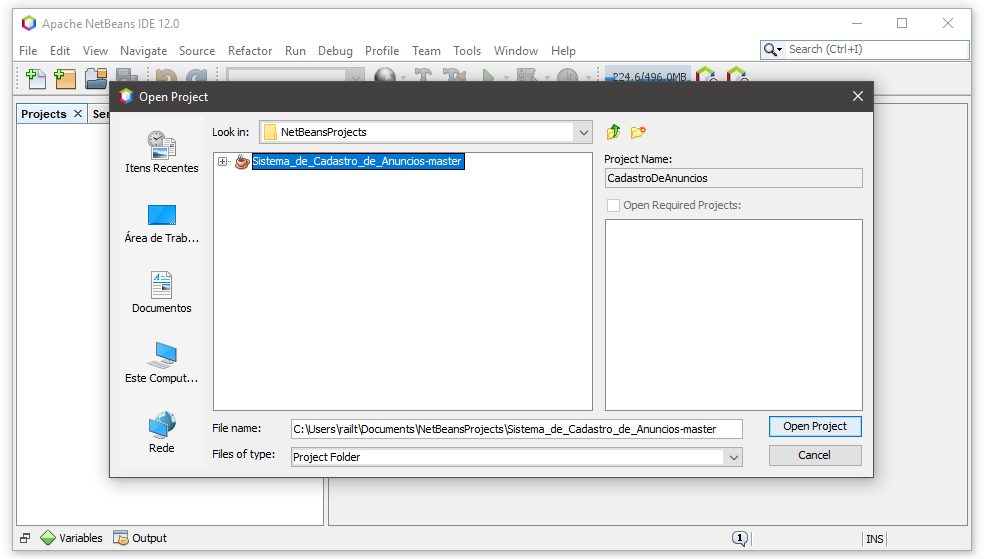 Apache NetBeans IDE 12.0
File Edit View Navigate Source Refactor Run Debug Profile Team Tools Window Help
Search (Ctrl+I)
224.6/496.0MB
Projects
Ser
Open Project
Look in: NetBeansProjects
Itens Recentes
Área de Trab...
Documentos
Este Comput...
Rede
Sistema_de_Cadastro_de_Anuncios-master
Project Name:
CadastroDeAnuncios
Open Required Projects:
File name: C:\Users\railt\Documents\NetBeansProjects\Sistema_de_Cadastro_de_Anuncios-master
Files of type: Project Folder
Open Project
Cancel
Variables Output
1 INS